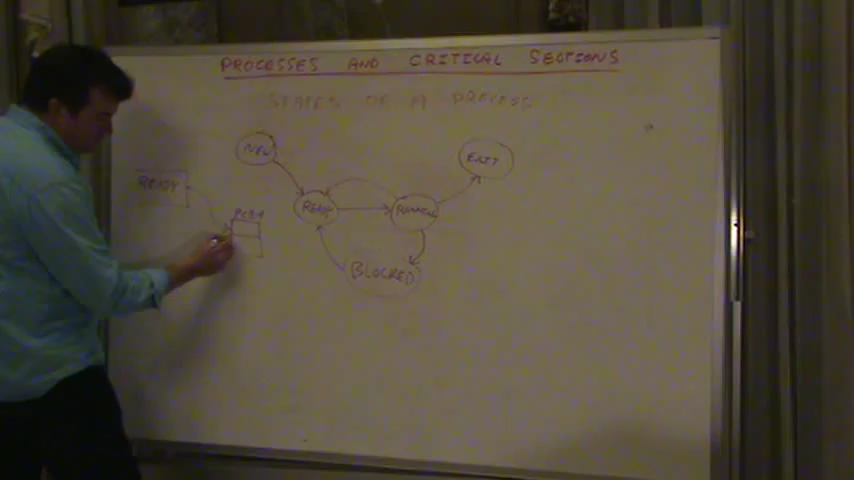 PROCESSES AND CRITICAL SECTIONS
STATES OF A PROCESS
NEW
EXIT
READY
READY
RUNNING
BLOCKED